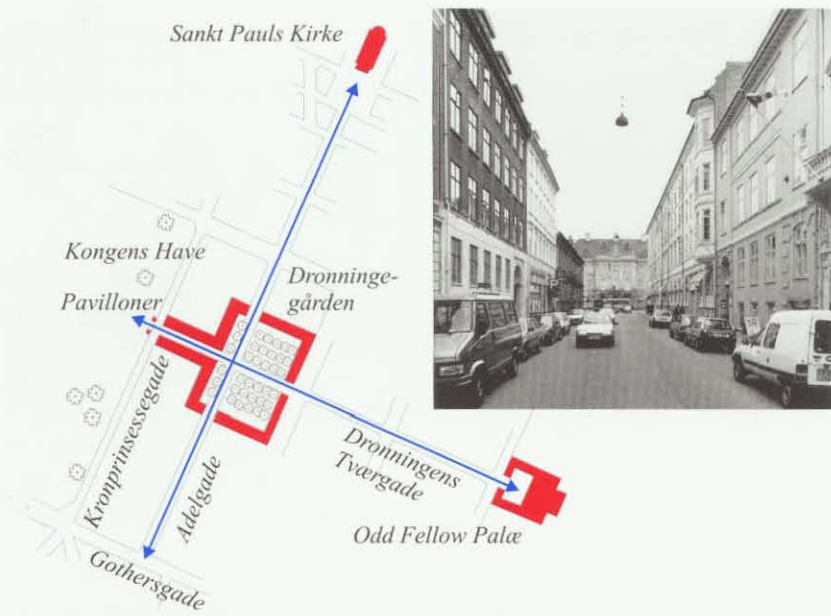 Sankt Pauls Kirke
Kongens Have
Pavilloner
Dronninge-
gården
Kronprinsessegade
Adelgade
Dronningens
Tværgade
Odd Fellow Palæ
Gothersgade